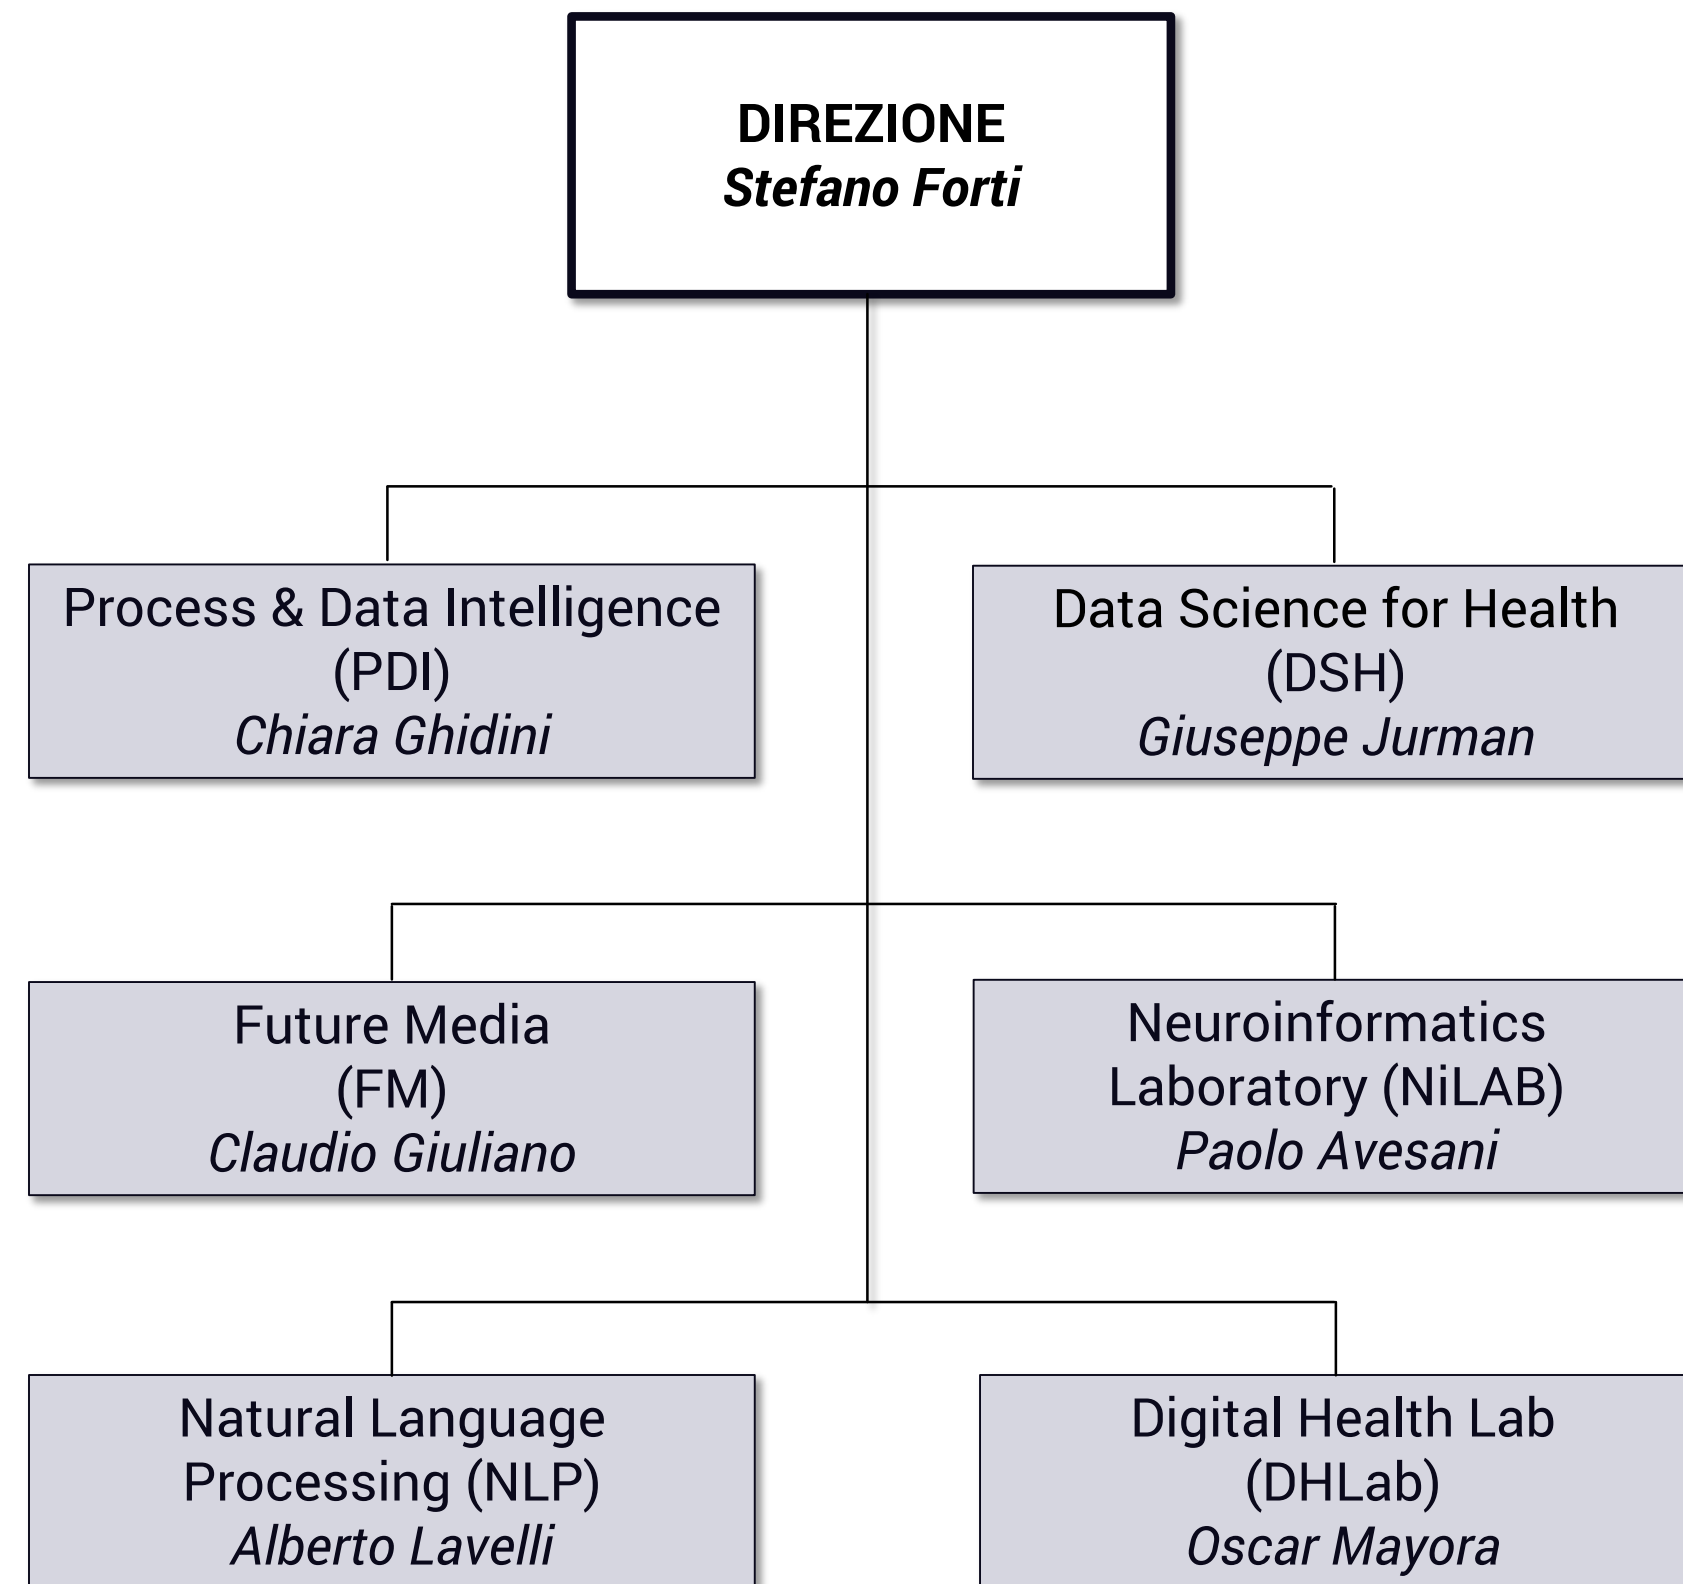 DIREZIONE
Stefano Forti
Process & Data Intelligence
(PDI)
Chiara Ghidini
Data Science for Health
(DSH)
Giuseppe Jurman
Future Media
(FM)
Claudio Giuliano
Neuroinformatics
Laboratory (NiLAB)
Paolo Avesani
Natural Language
Processing (NLP)
Alberto Lavelli
Digital Health Lab
(DHLab)
Oscar Mayora